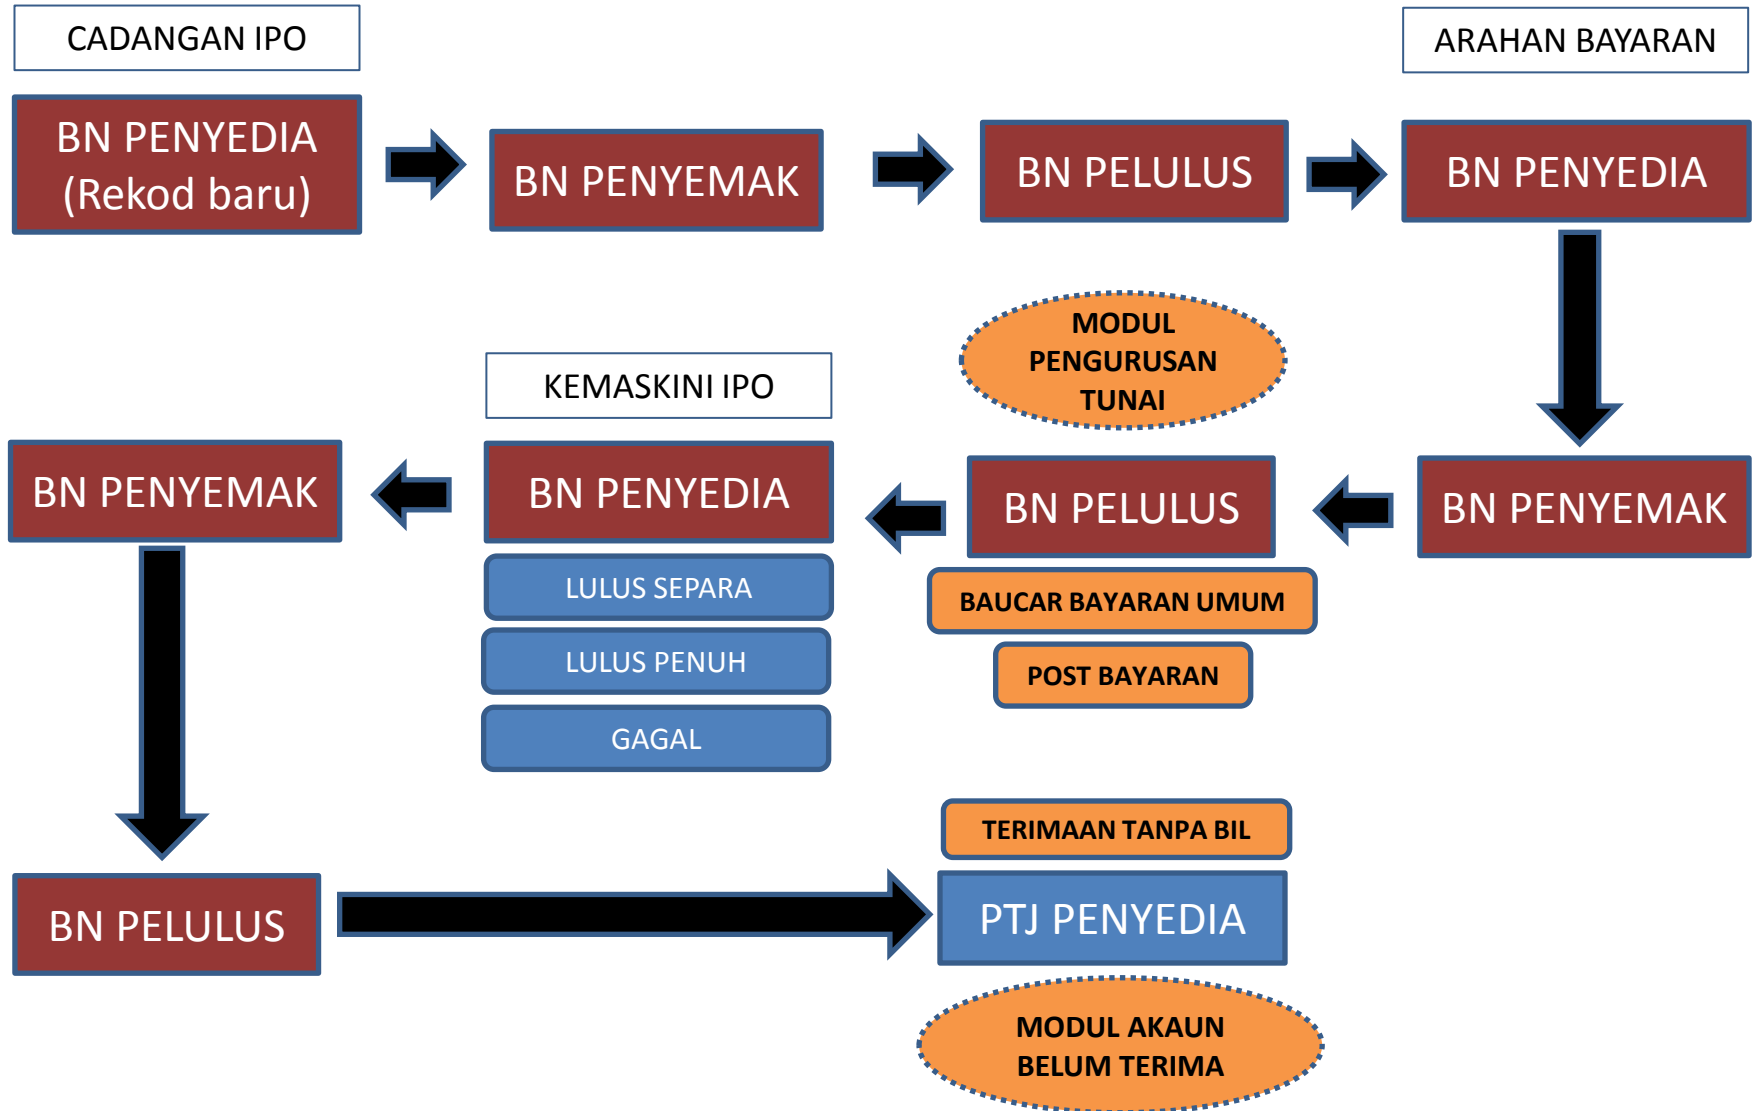 CADANGAN IPO
ARAHAN BAYARAN
BN PENYEDIA
(Rekod baru)
BN PENYEMAK
BN PELULUS
BN PENYEDIA
MODUL
PENGURUSAN
TUNAI
KEMASKINI IPO
BN PENYEMAK
BN PENYEDIA
BN PELULUS
BN PENYEMAK
LULUS SEPARA
LULUS PENUH
GAGAL
BAUCAR BAYARAN UMUM
POST BAYARAN
TERIMAAN TANPA BIL
BN PELULUS
PTJ PENYEDIA
MODUL AKAUN
BELUM TERIMA